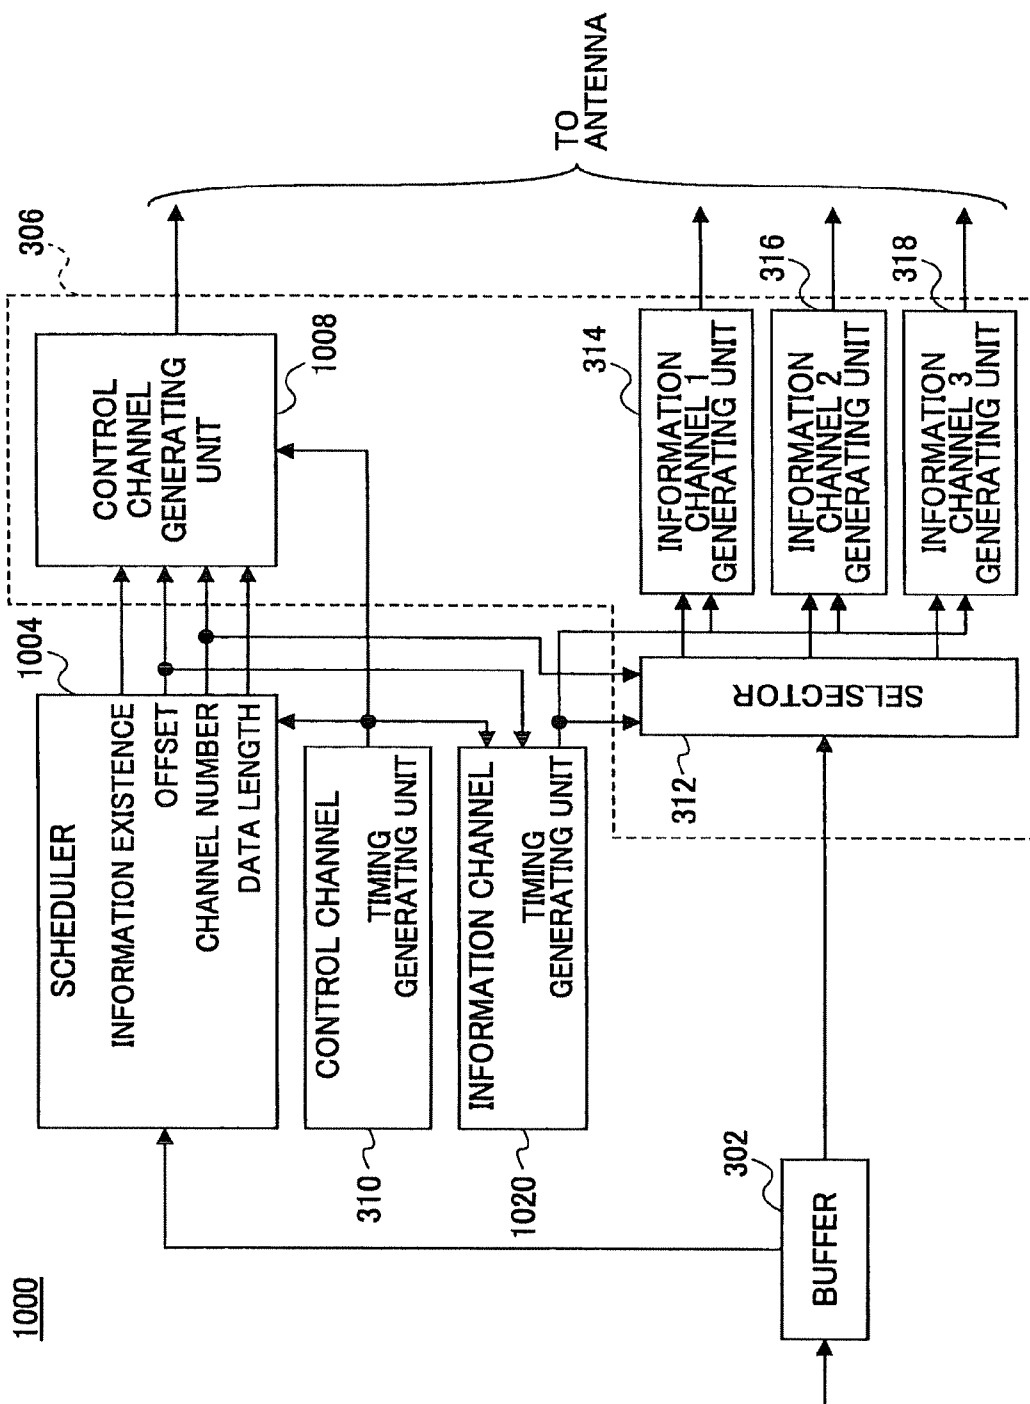 1000
306
TO
ANTENNA
1004
SCHEDULER
INFORMATION EXISTENCE
OFFSET
CHANNEL NUMBER
DATA LENGTH
CONTROL
CHANNEL
GENERATING
UNIT
1008
CONTROL CHANNEL
TIMING
GENERATING UNIT
310
INFORMATION CHANNEL
TIMING
GENERATING UNIT
1020
314
INFORMATION
CHANNEL 1
GENERATING UNIT
316
INFORMATION
CHANNEL 2
GENERATING UNIT
318
INFORMATION
CHANNEL 3
GENERATING UNIT
312
SELSECTOR
302
BUFFER